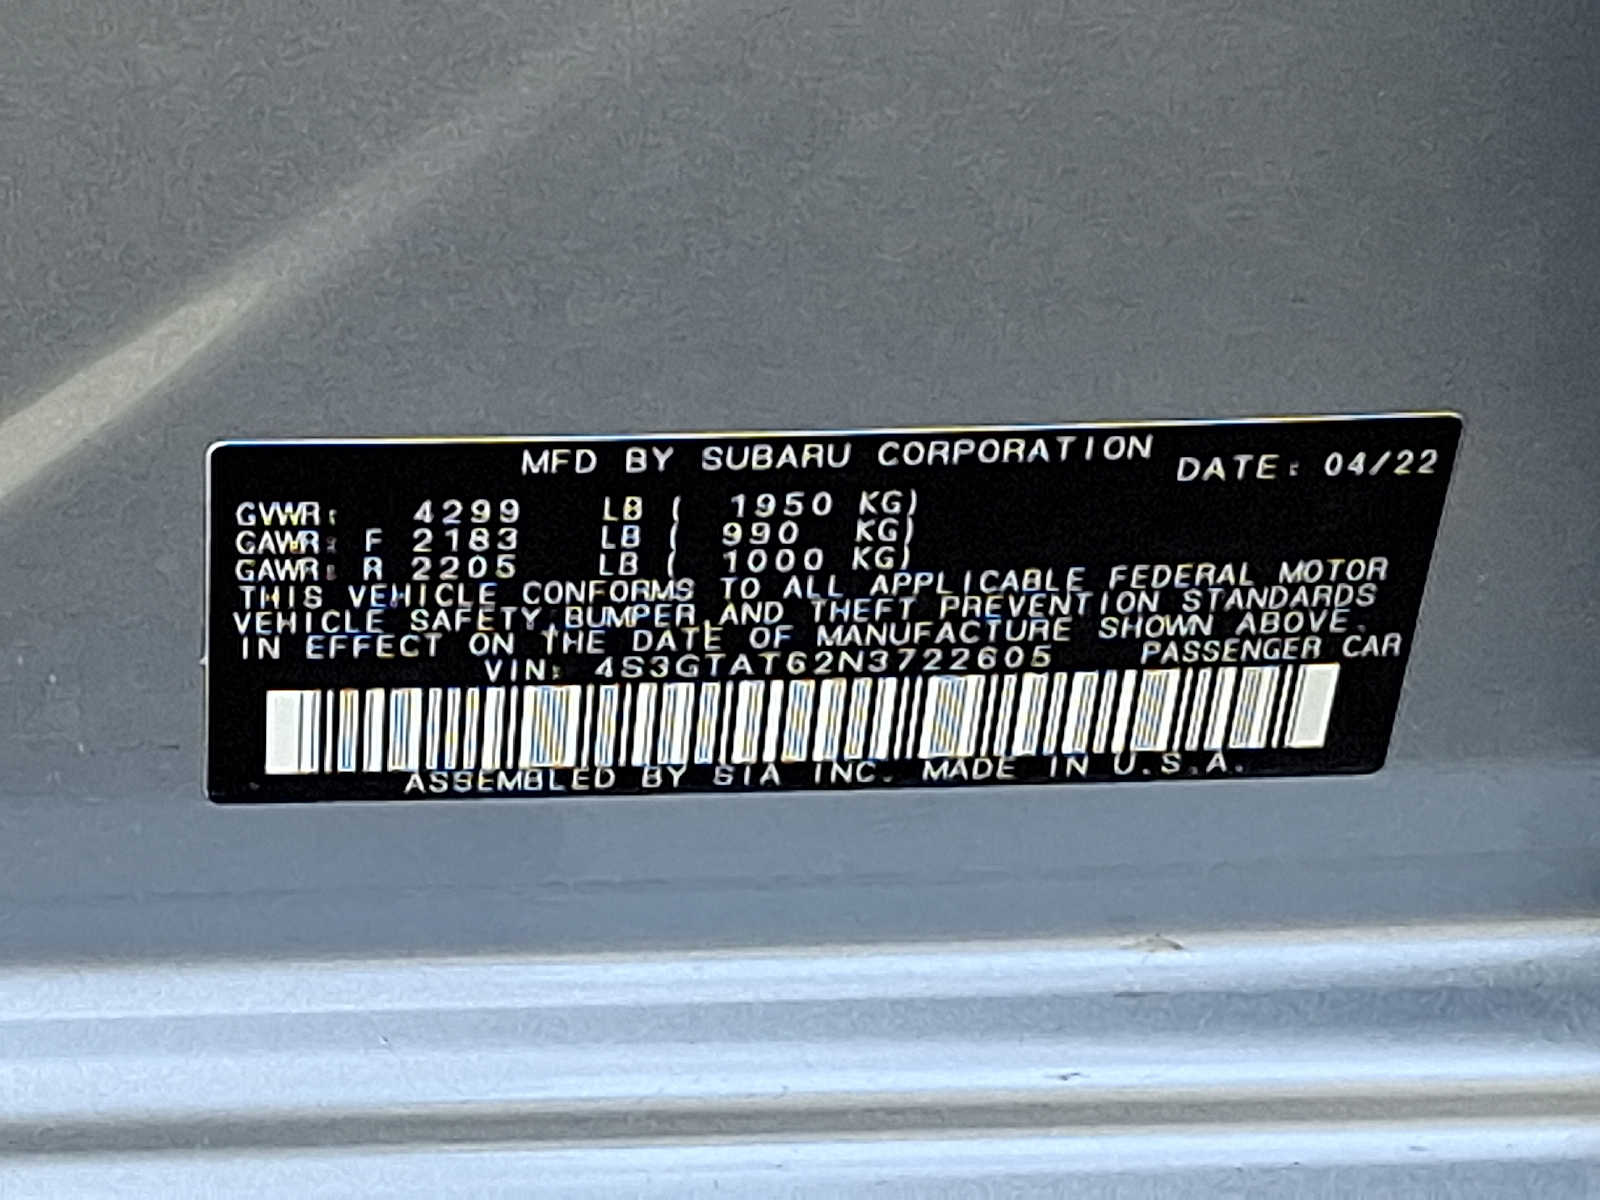 MFD BY SUBARU CORPORATION DATE: 04/22
GVWR: 4299 LB ( 1950 KG)
GAWR: F 2183 LB ( 990 KG)
GAWR: R 2205 LB ( 1000 KG)
THIS VEHICLE CONFORMS TO ALL APPLICABLE FEDERAL MOTOR
VEHICLE SAFETY,BUMPER,AND THEFT PREVENTION STANDARDS
IN EFFECT ON THE DATE OF MANUFACTURE SHOWN ABOVE.
VIN: 4S3GTAT62N3722605 PASSENGER CAR
ASSEMBLED BY SIA INC. MADE IN U.S.A.